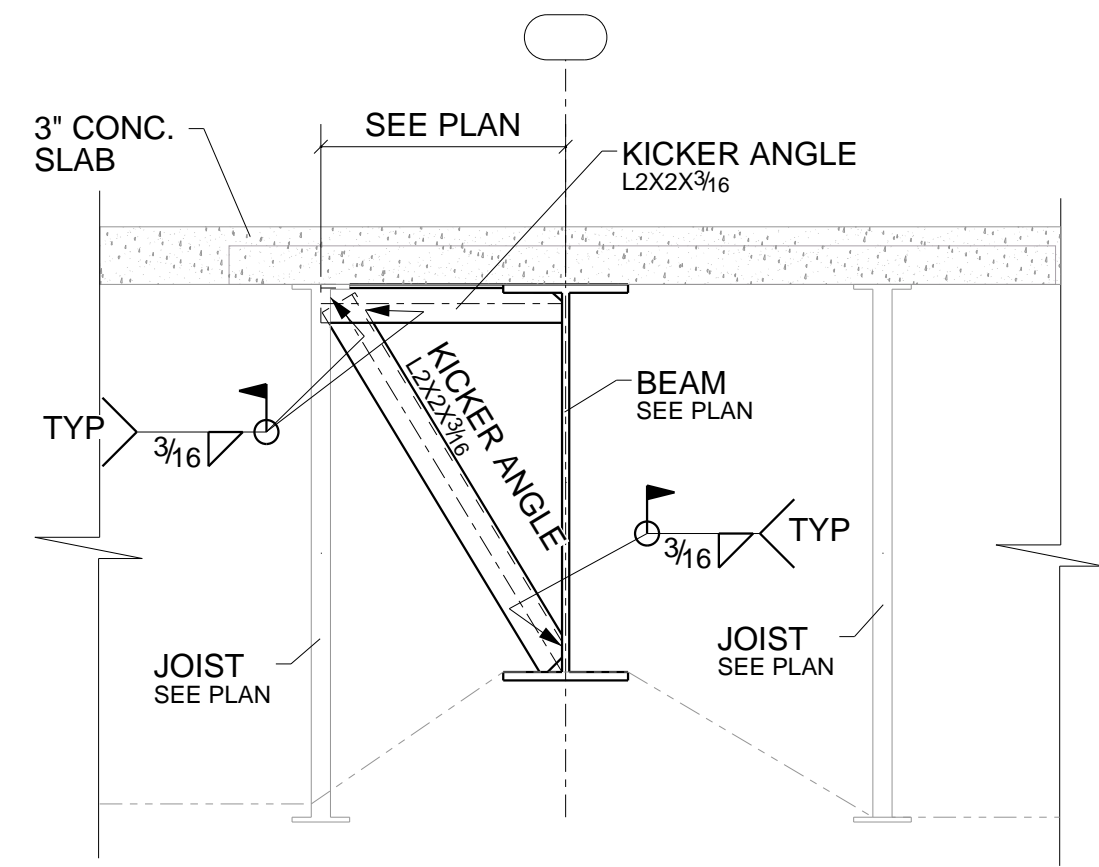 3" CONC.
SLAB
SEE PLAN
KICKER ANGLE
L2X2X3/16
KICKER ANGLE
L2X2X3/16
BEAM
SEE PLAN
TYP
3/16
3/16
TYP
JOIST
SEE PLAN
JOIST
SEE PLAN